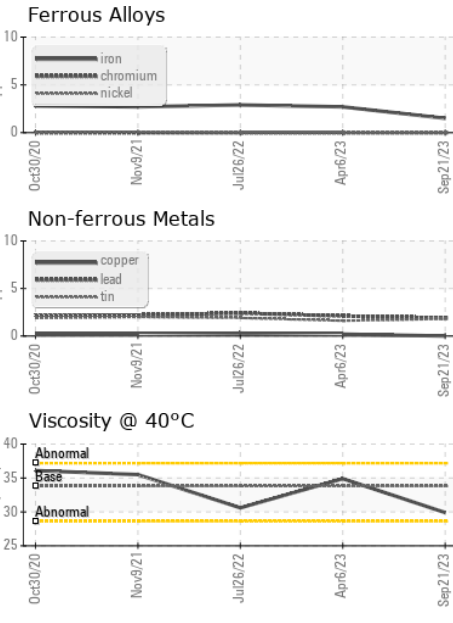 Ferrous Alloys
10
5
0
iron
chromium
nickel
Oct30/20
Nov9/21
Jul26/22
Apr6/23
Sep21/23
Non-ferrous Metals
10
5
0
copper
lead
tin
Oct30/20
Nov9/21
Jul26/22
Apr6/23
Sep21/23
Viscosity @ 40°C
40
35
30
25
Abnormal
Base
Abnormal
Oct30/20
Nov9/21
Jul26/22
Apr6/23
Sep21/23